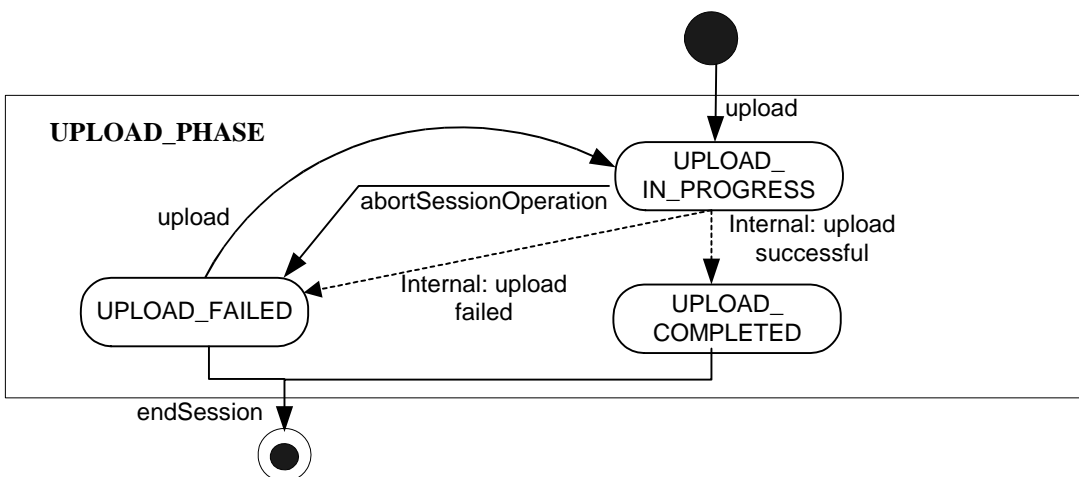 upload
UPLOAD_PHASE
UPLOAD_
IN_PROGRESS
abortSessionOperation
upload
Internal: upload
successful
Internal: upload
failed
UPLOAD_FAILED
UPLOAD_
COMPLETED
endSession